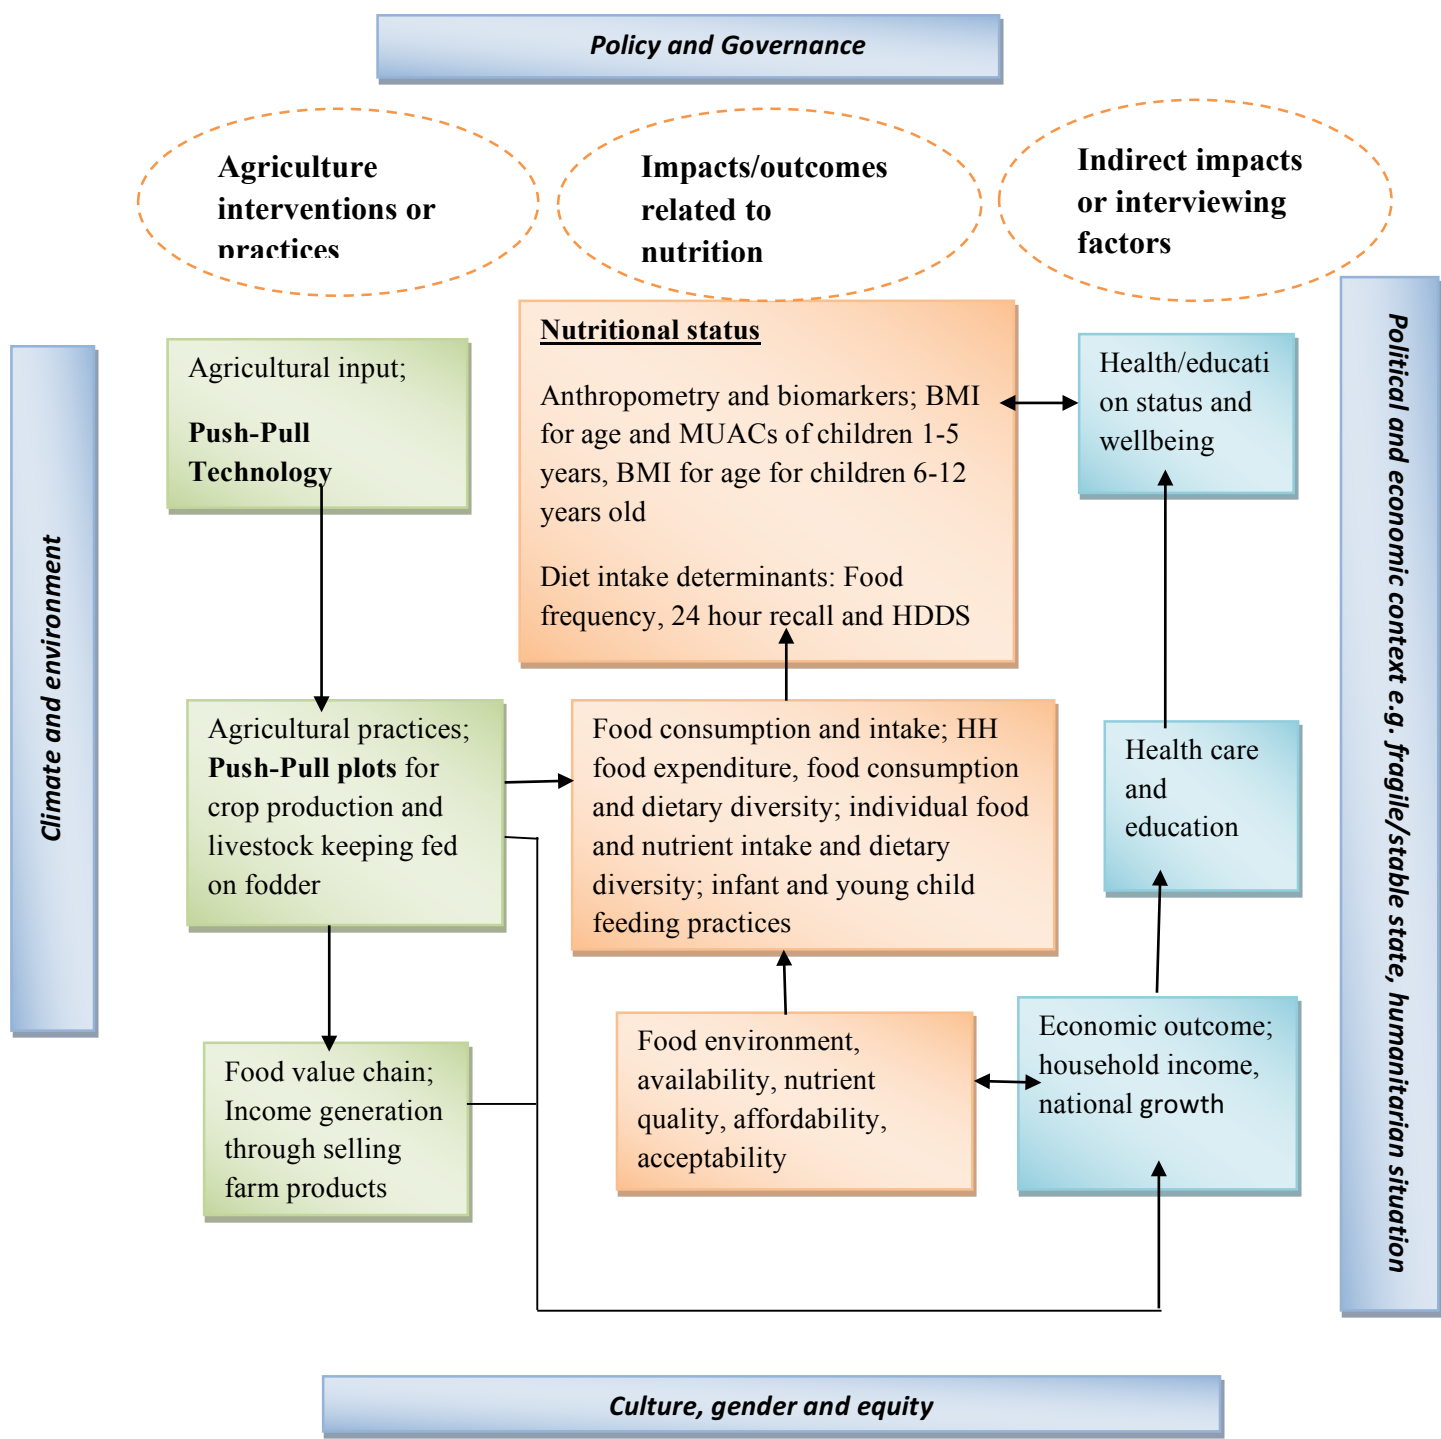 Policy and Governance
Agriculture
interventions or
practices
Impacts/outcomes
related to
nutrition
Indirect impacts
or interviewing
factors
Climate and environment
Agricultural input;
Push-Pull
Technology
Nutritional status
Anthropometry and biomarkers; BMI
for age and MUACs of children 1-5
years, BMI for age for children 6-12
years old
Diet intake determinants: Food
frequency, 24 hour recall and HDDS
Health/educati
on status and
wellbeing
Political and economic context e.g. fragile/stable state, humanitarian situation
Agricultural practices;
Push-Pull plots for
crop production and
livestock keeping fed
on fodder
Food consumption and intake; HH
food expenditure, food consumption
and dietary diversity; individual food
and nutrient intake and dietary
diversity; infant and young child
feeding practices
Health care
and
education
Food value chain;
Income generation
through selling
farm products
Food environment,
availability, nutrient
quality, affordability,
acceptability
Economic outcome;
household income,
national growth
Culture, gender and equity